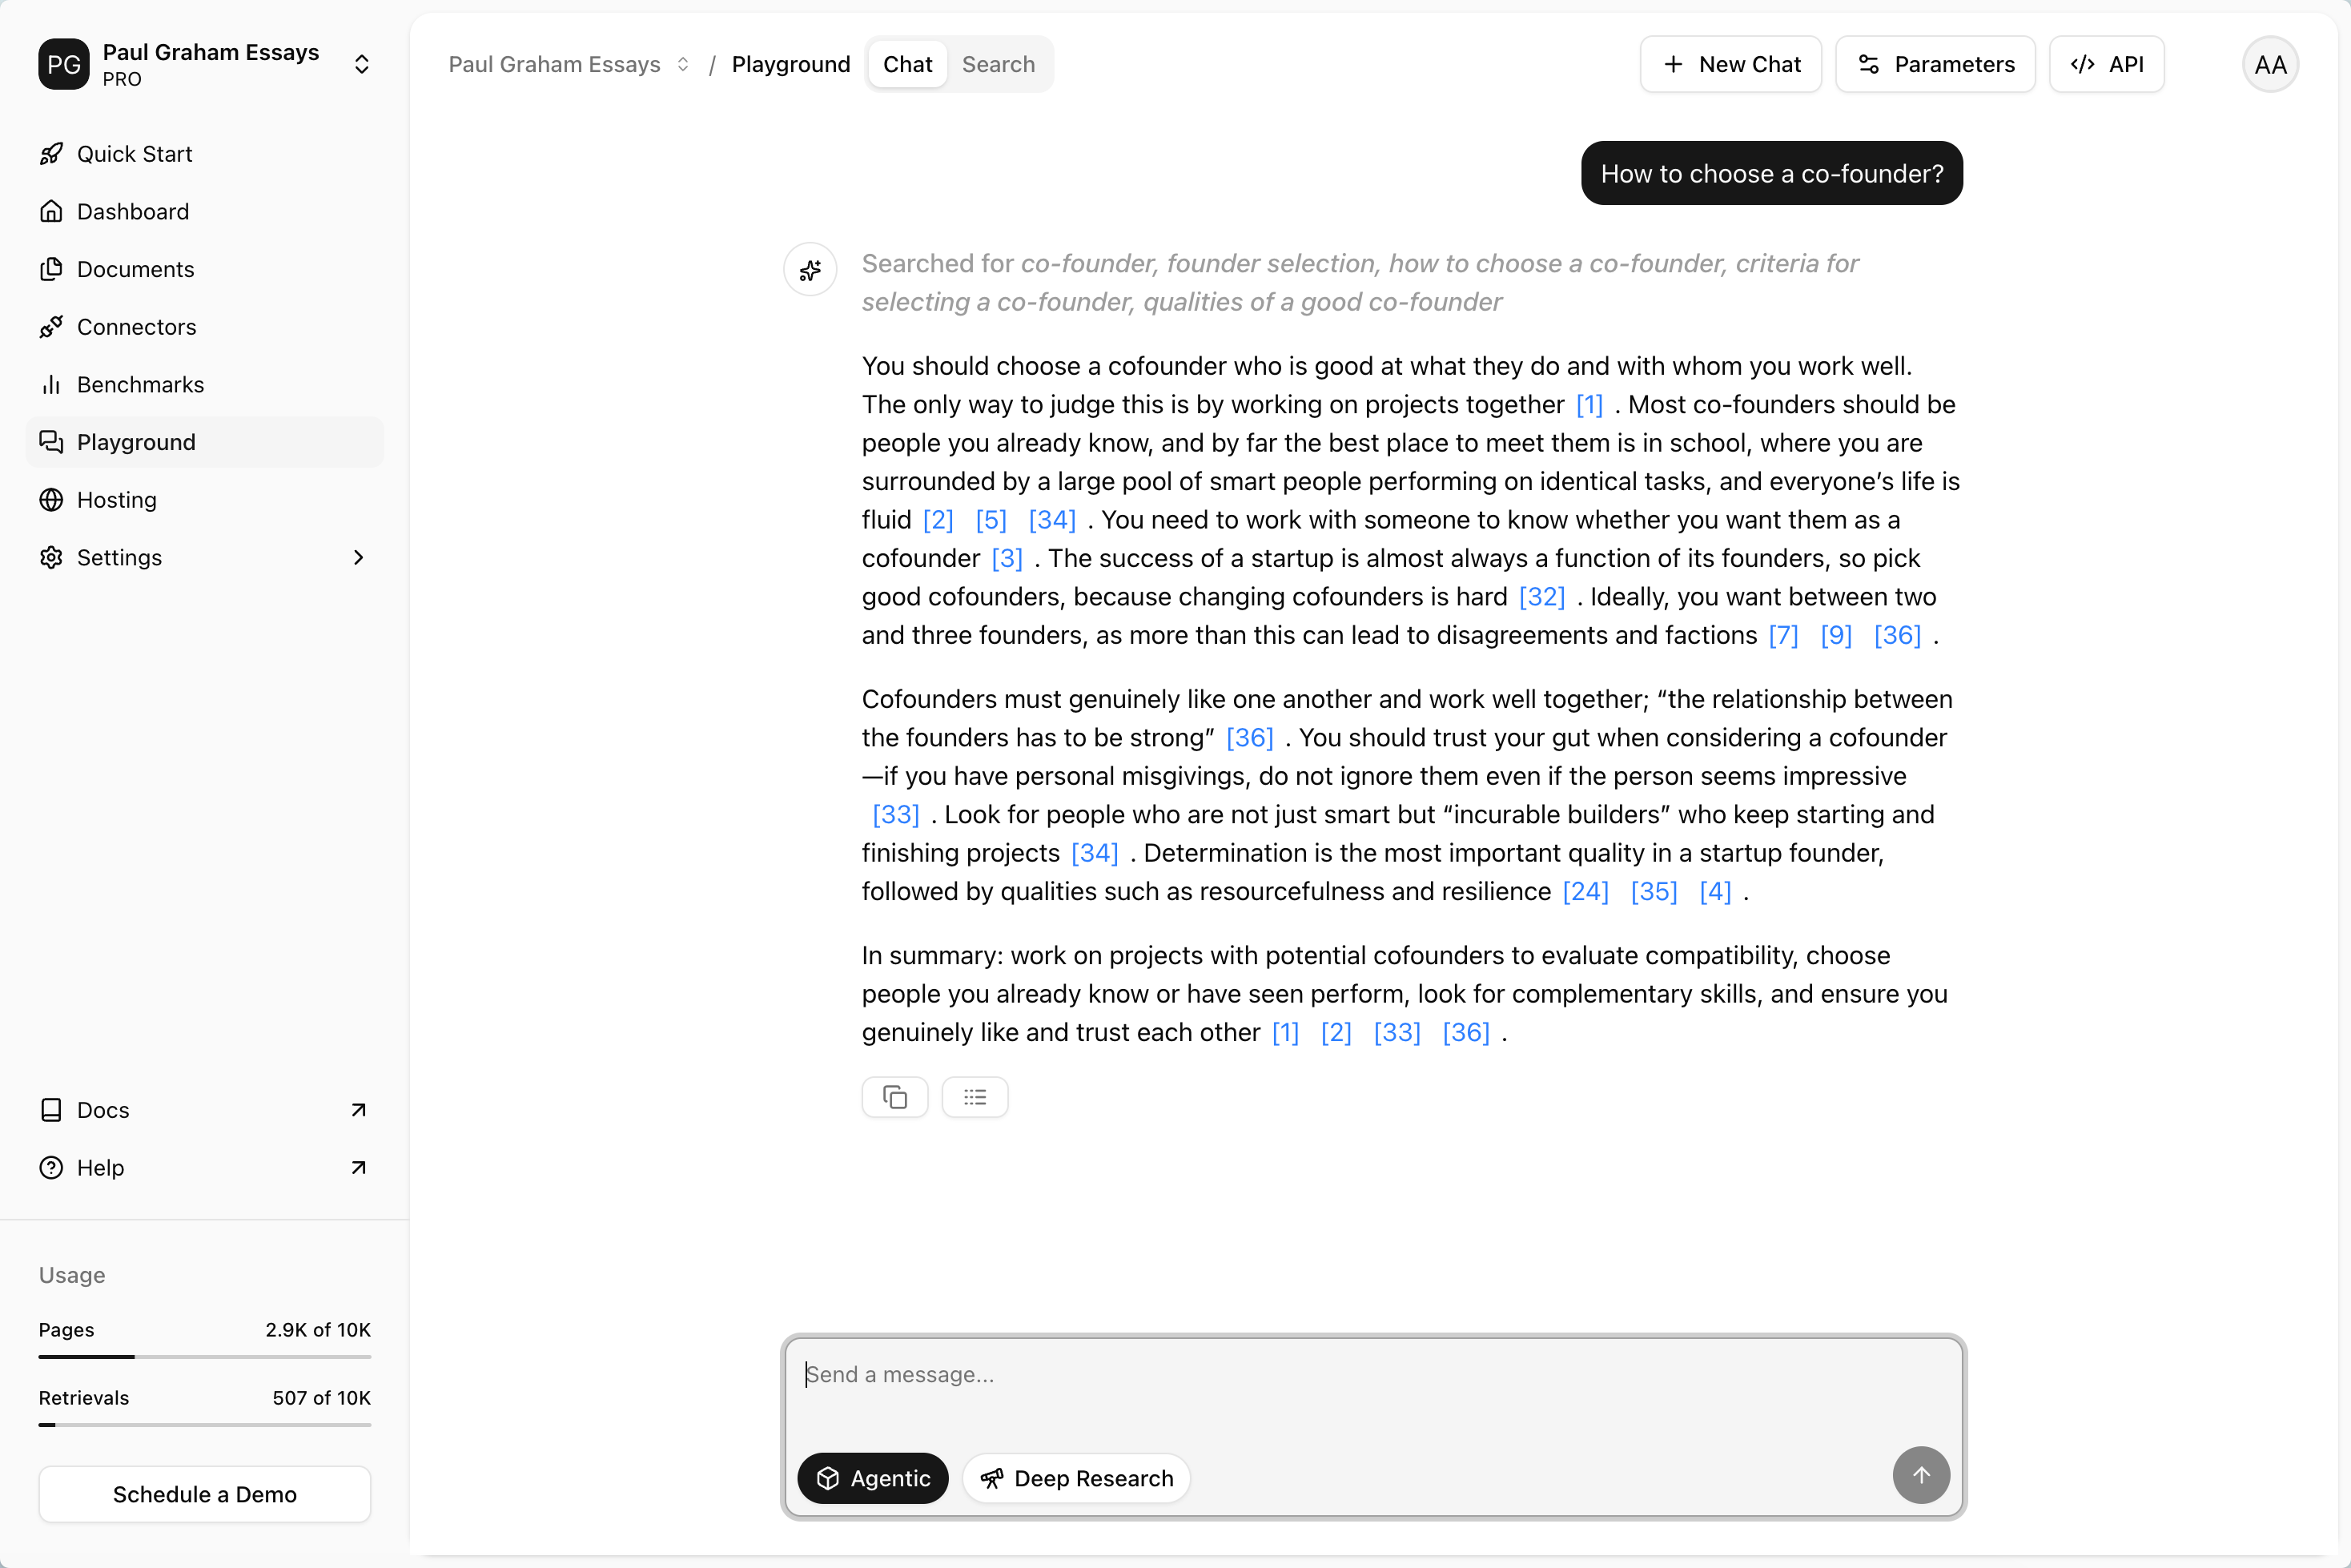 PG
Paul Graham Essays
PRO
Quick Start
Dashboard
Documents
Connectors
Benchmarks
Playground
Hosting
Settings
Docs
Help
Usage
Pages 2.9K of 10K
Retrievals 507 of 10K
Schedule a Demo
Paul Graham Essays / Playground Chat Search
New Chat Parameters API AA
How to choose a co-founder?
Searched for co-founder, founder selection, how to choose a co-founder, criteria for
selecting a co-founder, qualities of a good co-founder
You should choose a cofounder who is good at what they do and with whom you work well.
The only way to judge this is by working on projects together [1] . Most co-founders should be
people you already know, and by far the best place to meet them is in school, where you are
surrounded by a large pool of smart people performing on identical tasks, and everyone’s life is
fluid [2] [5] [34] . You need to work with someone to know whether you want them as a
cofounder [3] . The success of a startup is almost always a function of its founders, so pick
good cofounders, because changing cofounders is hard [32] . Ideally, you want between two
and three founders, as more than this can lead to disagreements and factions [7] [9] [36] .
Cofounders must genuinely like one another and work well together; “the relationship between
the founders has to be strong” [36] . You should trust your gut when considering a cofounder
—if you have personal misgivings, do not ignore them even if the person seems impressive
[33] . Look for people who are not just smart but “incurable builders” who keep starting and
finishing projects [34] . Determination is the most important quality in a startup founder,
followed by qualities such as resourcefulness and resilience [24] [35] [4] .
In summary: work on projects with potential cofounders to evaluate compatibility, choose
people you already know or have seen perform, look for complementary skills, and ensure you
genuinely like and trust each other [1] [2] [33] [36] .
Send a message...
Agentic Deep Research